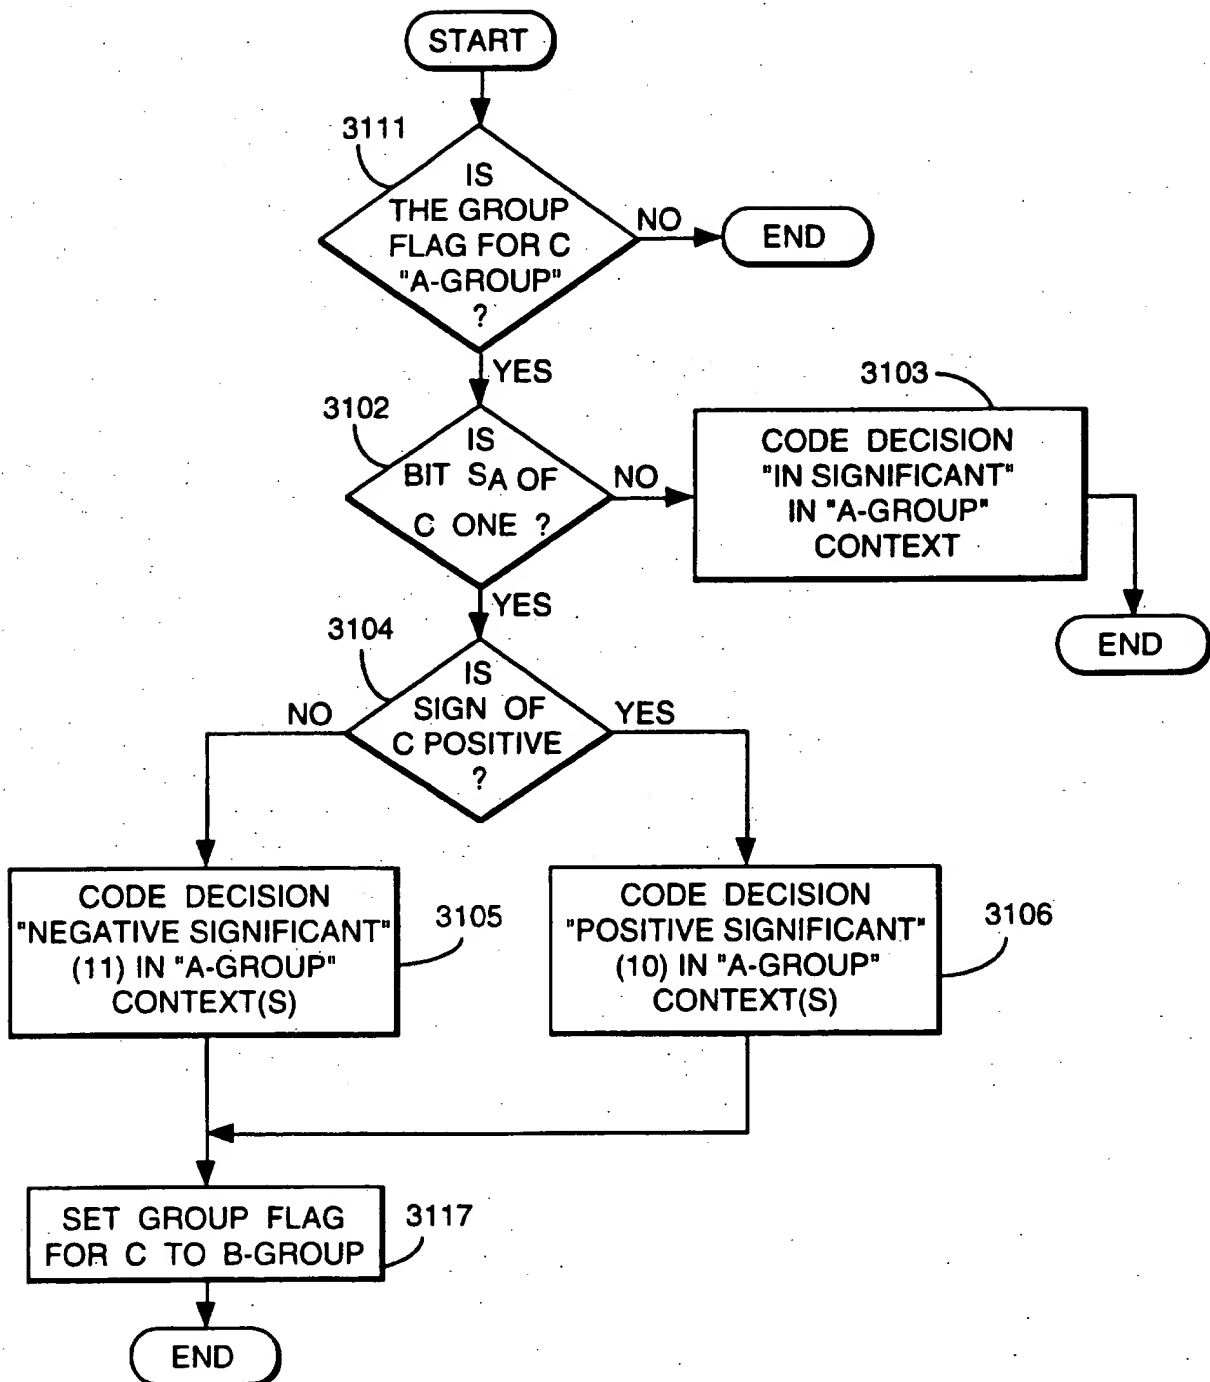 START
3111
IS
THE GROUP
FLAG FOR C
"A-GROUP"
?
NO
END
YES
3102
IS
BIT SA OF
C ONE ?
NO
3103
CODE DECISION
"IN SIGNIFICANT"
IN "A-GROUP"
CONTEXT
END
YES
3104
IS
SIGN OF
C POSITIVE
?
NO
YES
CODE DECISION
"NEGATIVE SIGNIFICANT"
(11) IN "A-GROUP"
CONTEXT(S)
3105
CODE DECISION
"POSITIVE SIGNIFICANT"
(10) IN "A-GROUP"
CONTEXT(S)
3106
SET GROUP FLAG
FOR C TO B-GROUP
3117
END